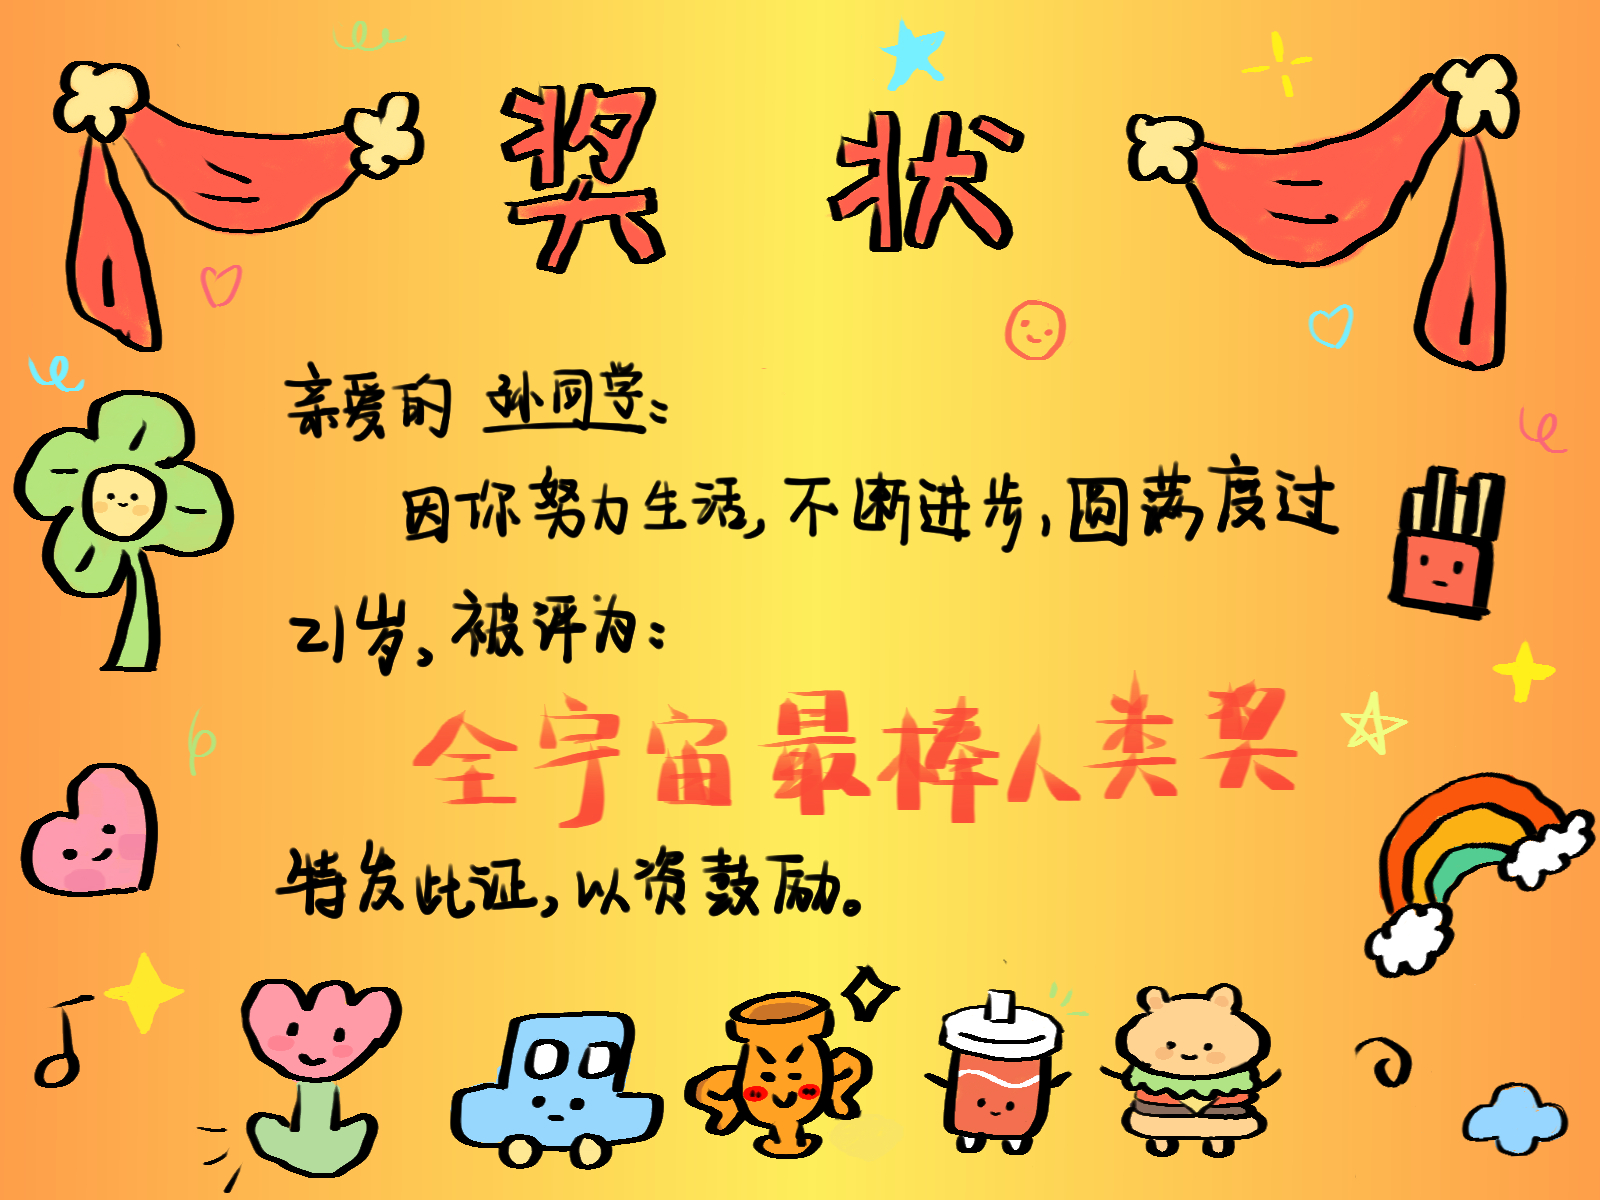 奖 状
亲爱的 孙同学:
因你努力生活,不断进步,圆满度过
21岁,被评为:
全宇宙最棒人类奖
特发此证,以资鼓励。